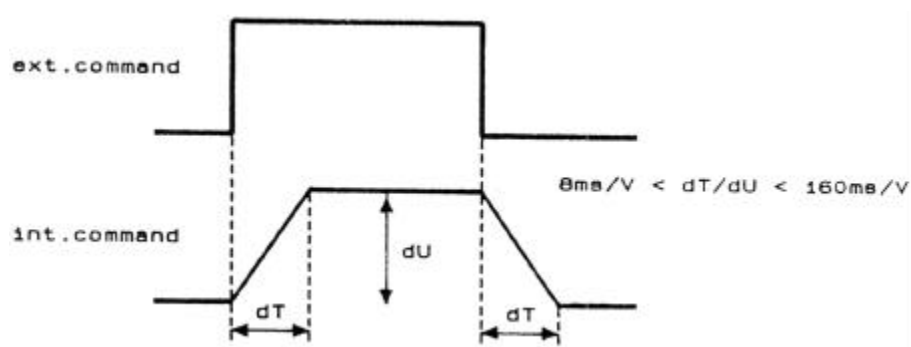 ext.command
8ms/V < dT/dU < 160ms/V
int.command
dU
dT
dT